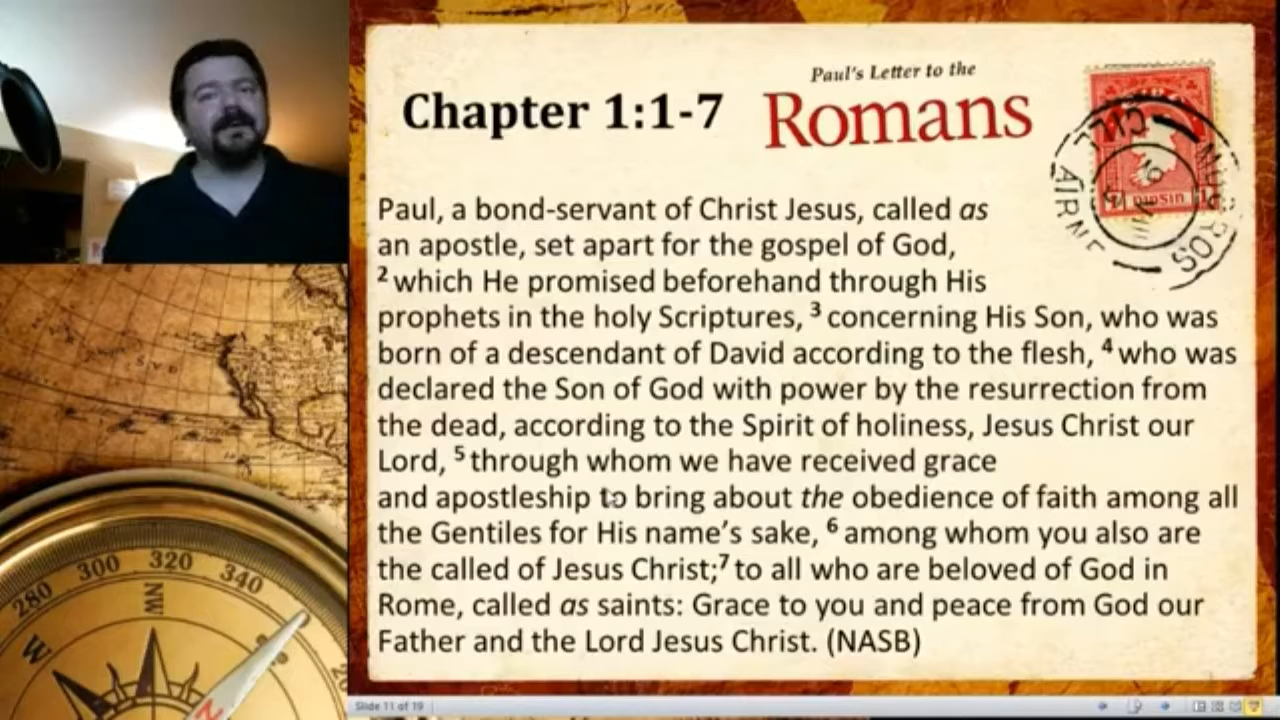 Chapter 1:1-7
Paul's Letter to the
Romans
Paul, a bond-servant of Christ Jesus, called as
an apostle, set apart for the gospel of God,
2 which He promised beforehand through His
prophets in the holy Scriptures, 3 concerning His Son, who was
born of a descendant of David according to the flesh, 4 who was
declared the Son of God with power by the resurrection from
the dead, according to the Spirit of holiness, Jesus Christ our
Lord, 5 through whom we have received grace
and apostleship to bring about the obedience of faith among all
the Gentiles for His name's sake, 6 among whom you also are
the called of Jesus Christ;7 to all who are beloved of God in
Rome, called as saints: Grace to you and peace from God our
Father and the Lord Jesus Christ. (NASB)
280
300
320
340
W
NW
Slide 11 of 19